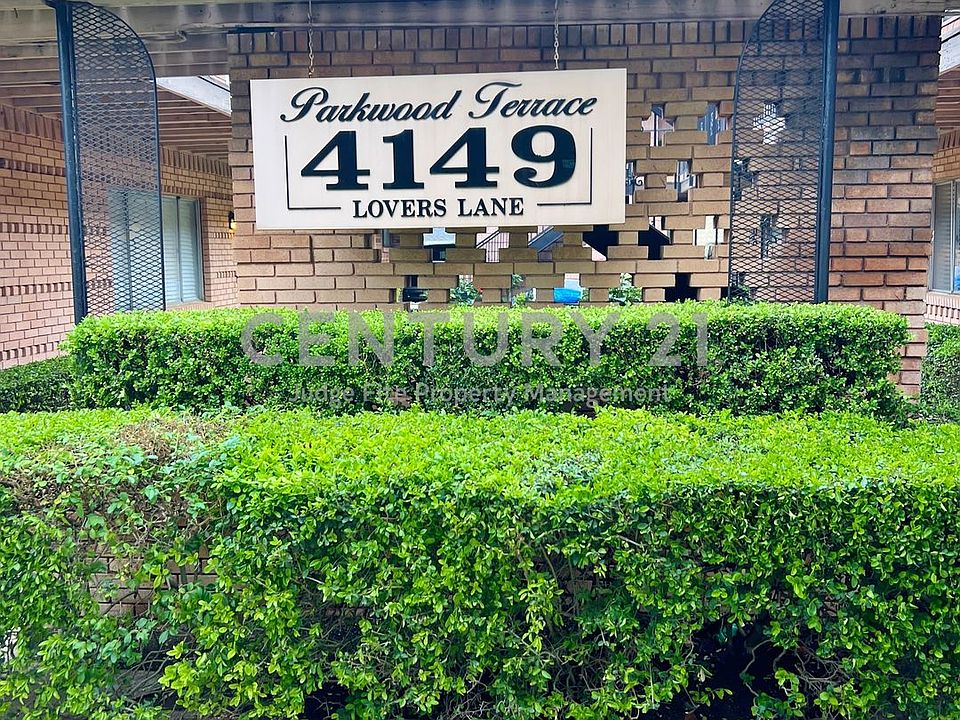 Parkwood Terrace
4149
LOVERS LANE
CENTURY 21
Judge Fite Property Management